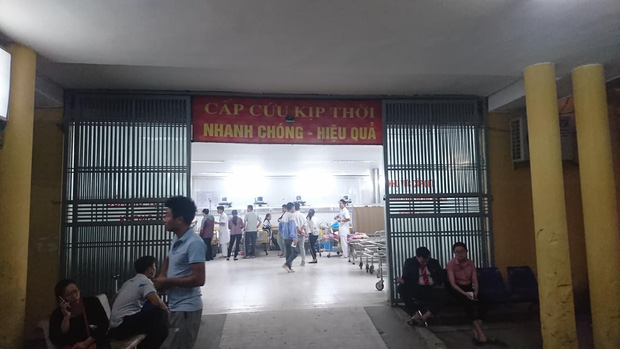 CẤP CỨU KỊP THỜI
NHANH CHÓNG - HIỆU QUẢ